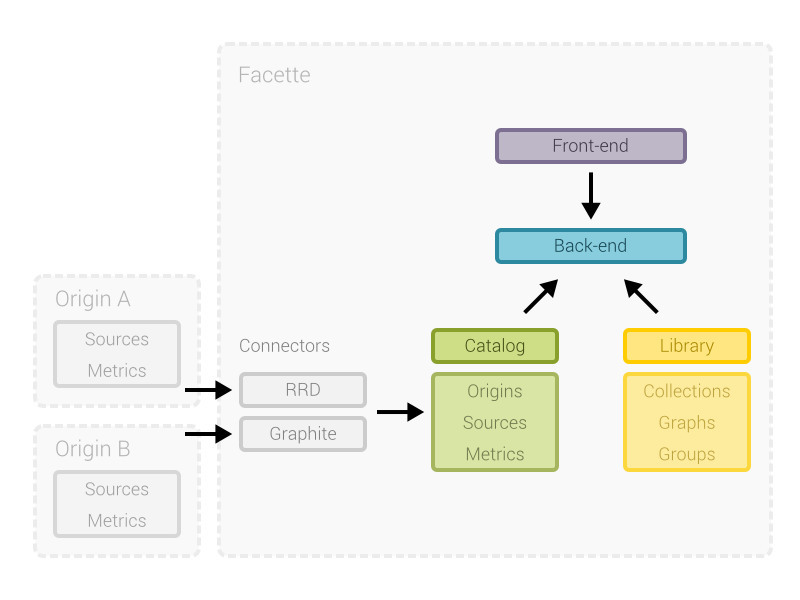 Facette
Front-end
Back-end
Origin A
Sources
Metrics
Connectors
RRD
Graphite
Catalog
Origins
Sources
Metrics
Library
Collections
Graphs
Groups
Origin B
Sources
Metrics